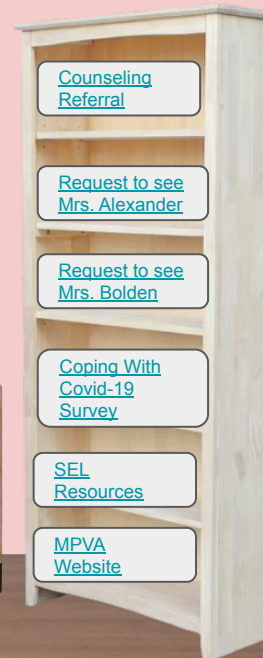 Counseling
Referral
Request to see
Mrs. Alexander
Request to see
Mrs. Bolden
Coping With
Covid-19
Survey
SEL
Resources
MPVA
Website